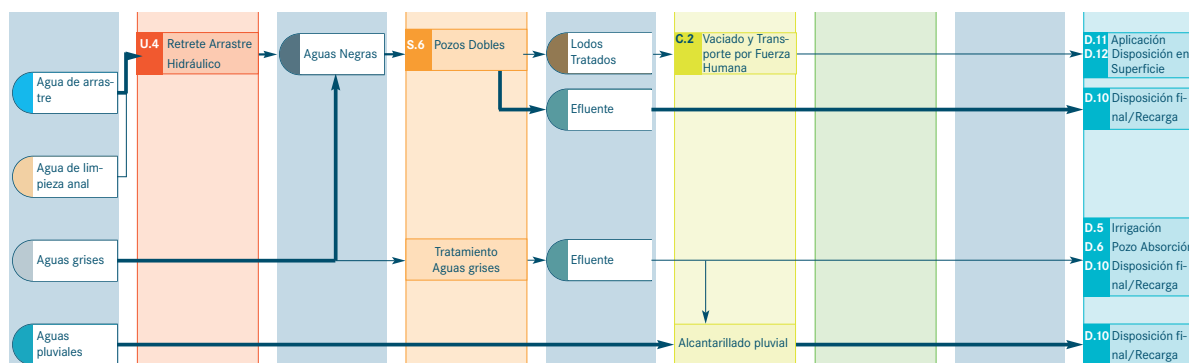 U.4 Retrete Arrastre
Hidráulico
Aguas Negras
S.6 Pozos Dobles
Lodos
Tratados
C.2 Vaciado y Trans-
porte por Fuerza
Humana
D.11 Aplicación
D.12 Disposición en
Superficie
Agua de arras-
tre
Efluente
D.10 Disposición fi-
nal/Recarga
Agua de lim-
pieza anal
Aguas grises
Tratamiento
Aguas grises
Efluente
D.5 Irrigación
D.6 Pozo Absorción
D.10 Disposición fi-
nal/Recarga
Aguas
pluviales
Alcantarillado pluvial
D.10 Disposición fi-
nal/Recarga